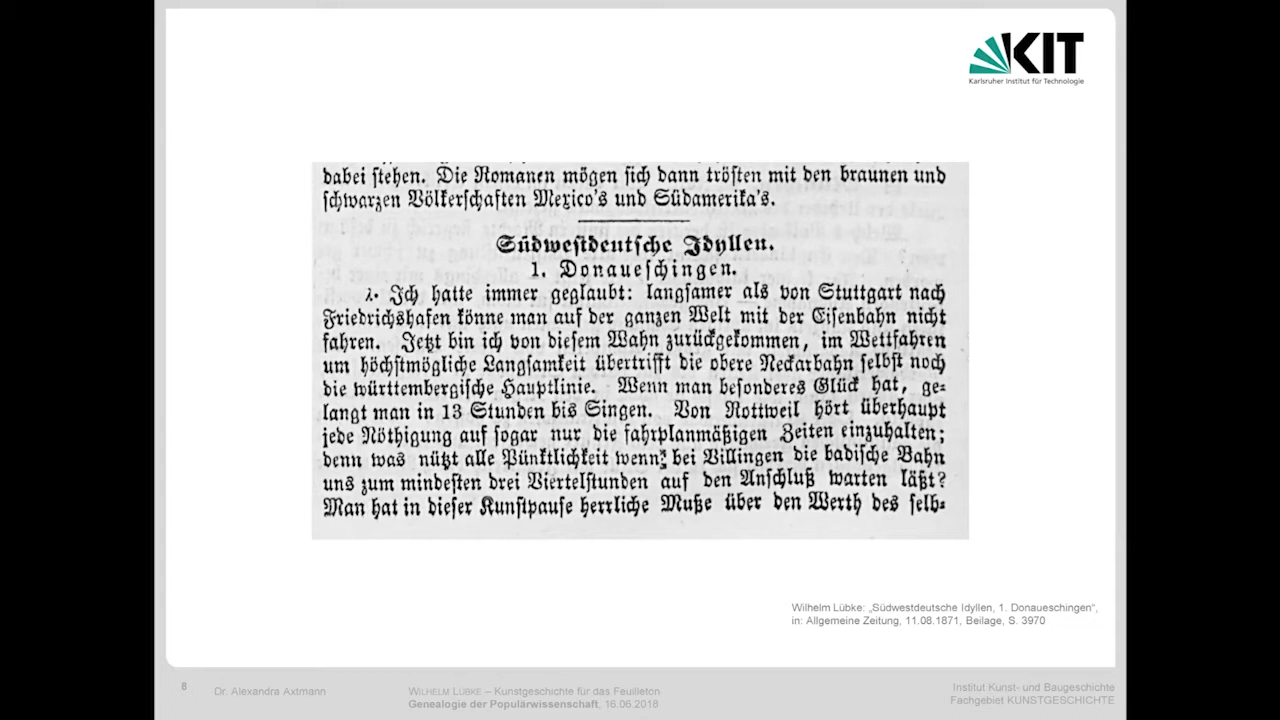 KIT
Karlsruher Institut für Technologie
dabei stehen. Die Romanen mögen sich dann trösten mit den braunen und
schwarzen Völkerschaften Mexico's und Südamerika's.
Südwestdeutsche Idyllen.
1. Donaueschingen.
λ. Ich hatte immer geglaubt: langsamer als von Stuttgart nach
Friedrichshafen könne man auf der ganzen Welt mit der Eisenbahn nicht
fahren. Jetzt bin ich von diesem Wahn zurückgekommen, im Wettfahren
um höchstmögliche Langsamkeit übertrifft die obere Neckarbahn selbst noch
die württembergische Hauptlinie. Wenn man besonderes Glück hat, ge-
langt man in 13 Stunden bis Singen. Von Rottweil hört überhaupt
jede Nöthigung auf sogar nur die fahrplanmäßigen Zeiten einzuhalten;
denn was nützt alle Pünktlichkeit wenn bei Villingen die badische Bahn
uns zum mindesten drei Viertelstunden auf den Anschluß warten läßt?
Man hat in dieser Kunstpause herrliche Muße über den Werth des selb-
Wilhelm Lübke: „Südwestdeutsche Idyllen, 1. Donaueschingen“,
in: Allgemeine Zeitung, 11.08.1871, Beilage, S. 3970
8
Dr. Alexandra Axtmann
WILHELM LÜBKE – Kunstgeschichte für das Feuilleton
Genealogie der Populärwissenschaft, 16.06.2018
Institut Kunst- und Baugeschichte
Fachgebiet KUNSTGESCHICHTE